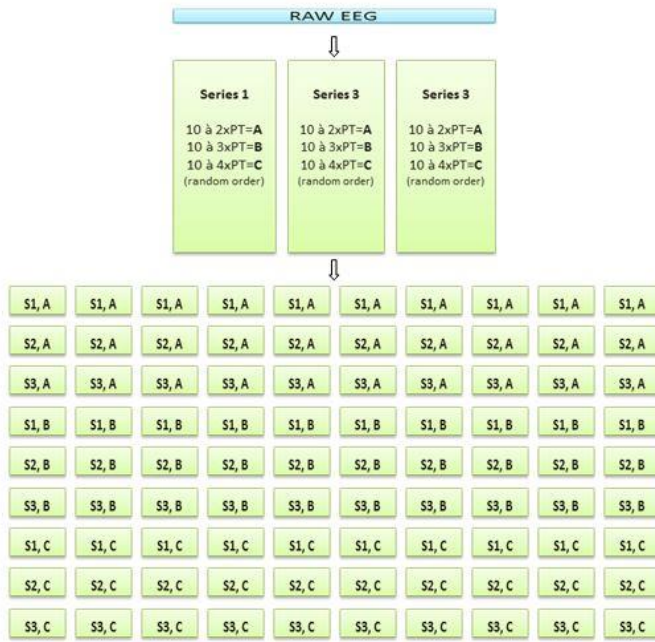 RAW EEG
Series 1
10 à 2xPT=A
10 à 3xPT=B
10 à 4xPT=C
(random order)
Series 3
10 à 2xPT=A
10 à 3xPT=B
10 à 4xPT=C
(random order)
Series 3
10 à 2xPT=A
10 à 3xPT=B
10 à 4xPT=C
(random order)
S1, A S1, A S1, A S1, A S1, A S1, A S1, A S1, A S1, A S1, A
S2, A S2, A S2, A S2, A S2, A S2, A S2, A S2, A S2, A S2, A
S3, A S3, A S3, A S3, A S3, A S3, A S3, A S3, A S3, A S3, A
S1, B S1, B S1, B S1, B S1, B S1, B S1, B S1, B S1, B S1, B
S2, B S2, B S2, B S2, B S2, B S2, B S2, B S2, B S2, B S2, B
S3, B S3, B S3, B S3, B S3, B S3, B S3, B S3, B S3, B S3, B
S1, C S1, C S1, C S1, C S1, C S1, C S1, C S1, C S1, C S1, C
S2, C S2, C S2, C S2, C S2, C S2, C S2, C S2, C S2, C S2, C
S3, C S3, C S3, C S3, C S3, C S3, C S3, C S3, C S3, C S3, C